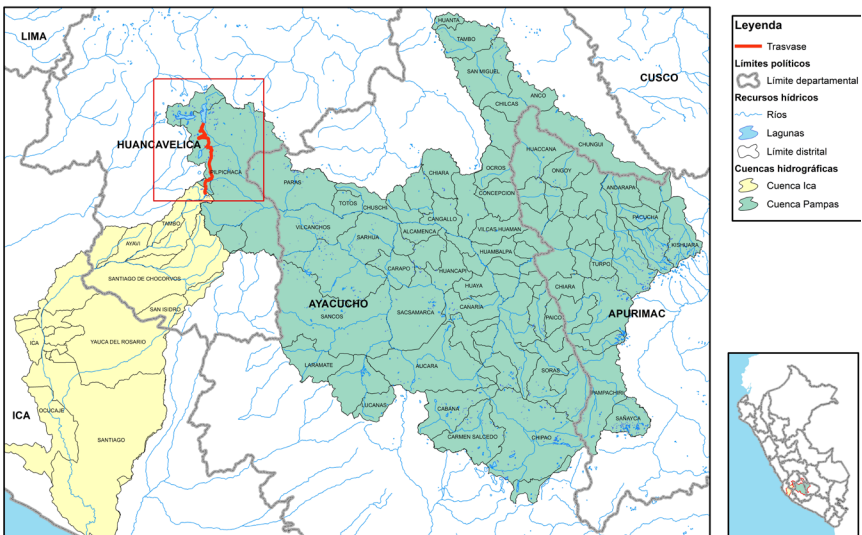 LIMA
HUANCAVELICA
CUSCO
AYACUCHO
APURIMAC
ICA
HUANTA
TAMBO
SAN MIGUEL
ANCO
CHILCAS
CHUNGUI
HUACCANA
ONGOY
OCROS
ANDARAPA
PACUCHA
KISHUARA
TURPO
CHIARA
CONCEPCION
CHIARA
PILPICHACA
PARAS
TOTOS
CHUSCHI
CANGALLO
VILCANCHOS
SARHUA
ALCAMENCA
VILCAS HUAMAN
HUAMBALPA
CARAPO
HUANCAPI
HUAYA
CANARIA
SANCOS
SACSAMARCA
PAICO
LARAMATE
AUCARA
SORAS
LUCANAS
CABANA
PAMPACHIRI
SAÑAYCA
CARMEN SALCEDO
CHIPAO
TAMBO
AYAVI
SANTIAGO DE CHOCORVOS
SAN ISIDRO
ICA
YAUCA DEL ROSARIO
OCUCAJE
SANTIAGO
Leyenda
Trasvase
Límites políticos
Límite departamental
Recursos hídricos
Ríos
Lagunas
Límite distrital
Cuencas hidrográficas
Cuenca Ica
Cuenca Pampas